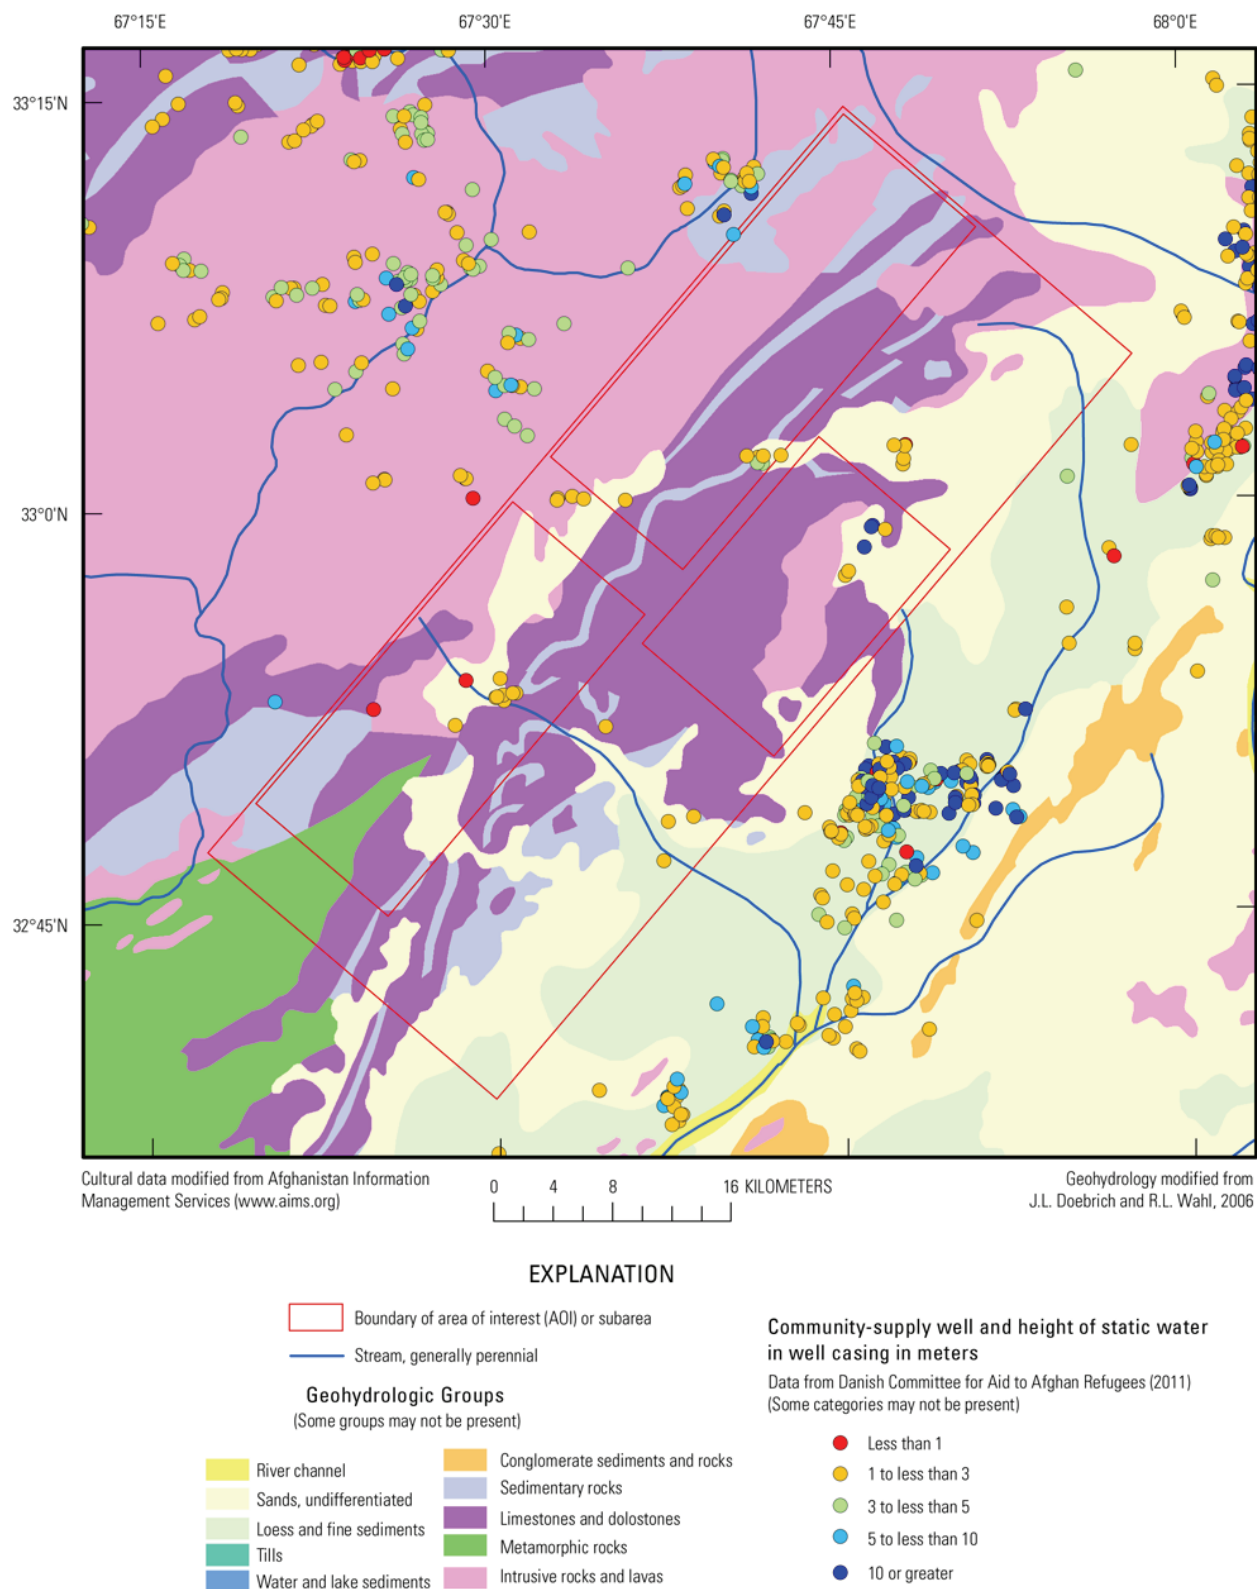 67°15'E 67°30'E 67°45'E 68°0'E
33°15'N
33°0'N
32°45'N
Cultural data modified from Afghanistan Information
Management Services (www.aims.org)
0 4 8 16 KILOMETERS
Geohydrology modified from
J.L. Doebrich and R.L. Wahl, 2006
EXPLANATION
Boundary of area of interest (AOI) or subarea
Stream, generally perennial
Geohydrologic Groups
(Some groups may not be present)
River channel
Sands, undifferentiated
Loess and fine sediments
Tills
Water and lake sediments
Conglomerate sediments and rocks
Sedimentary rocks
Limestones and dolostones
Metamorphic rocks
Intrusive rocks and lavas
Community-supply well and height of static water
in well casing in meters
Data from Danish Committee for Aid to Afghan Refugees (2011)
(Some categories may not be present)
Less than 1
1 to less than 3
3 to less than 5
5 to less than 10
10 or greater